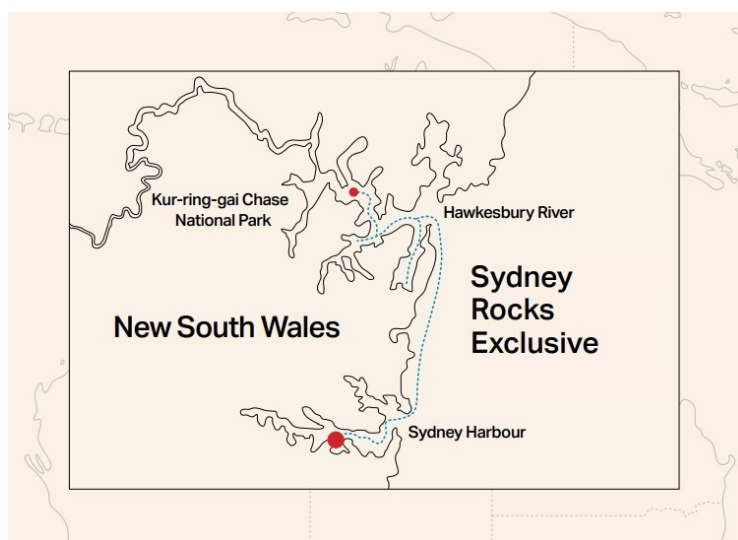 Kur-ring-gai Chase
National Park
Hawkesbury River
Sydney
Rocks
Exclusive
New South Wales
Sydney Harbour